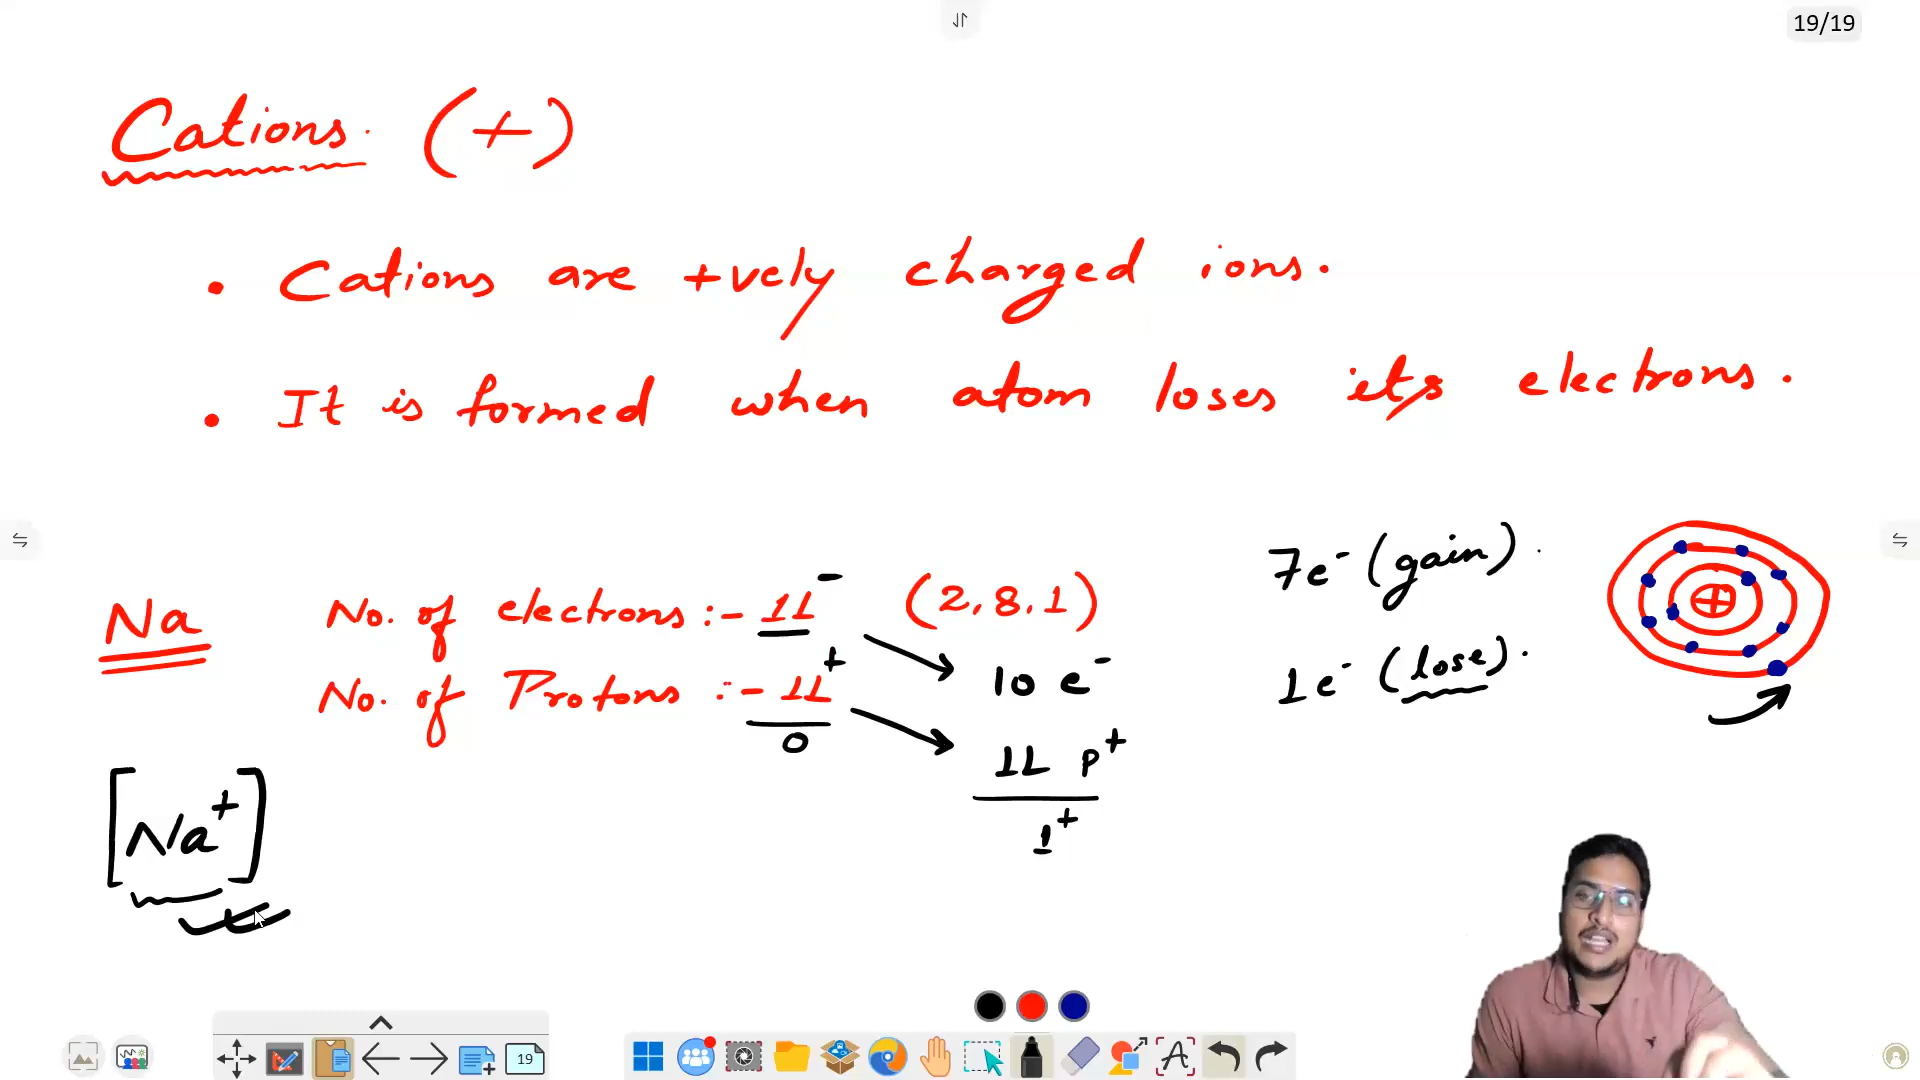 19/19
Cations. (+)
• Cations are +vely charged ions.
• It is formed when atom loses its electrons.
Na
No. of electrons :- 11⁻ (2, 8, 1)
No. of Protons :- 11⁺
0
10 e⁻
11 p⁺
1⁺
7e⁻ (gain).
1e⁻ (lose).
+
[Na⁺]
19
A